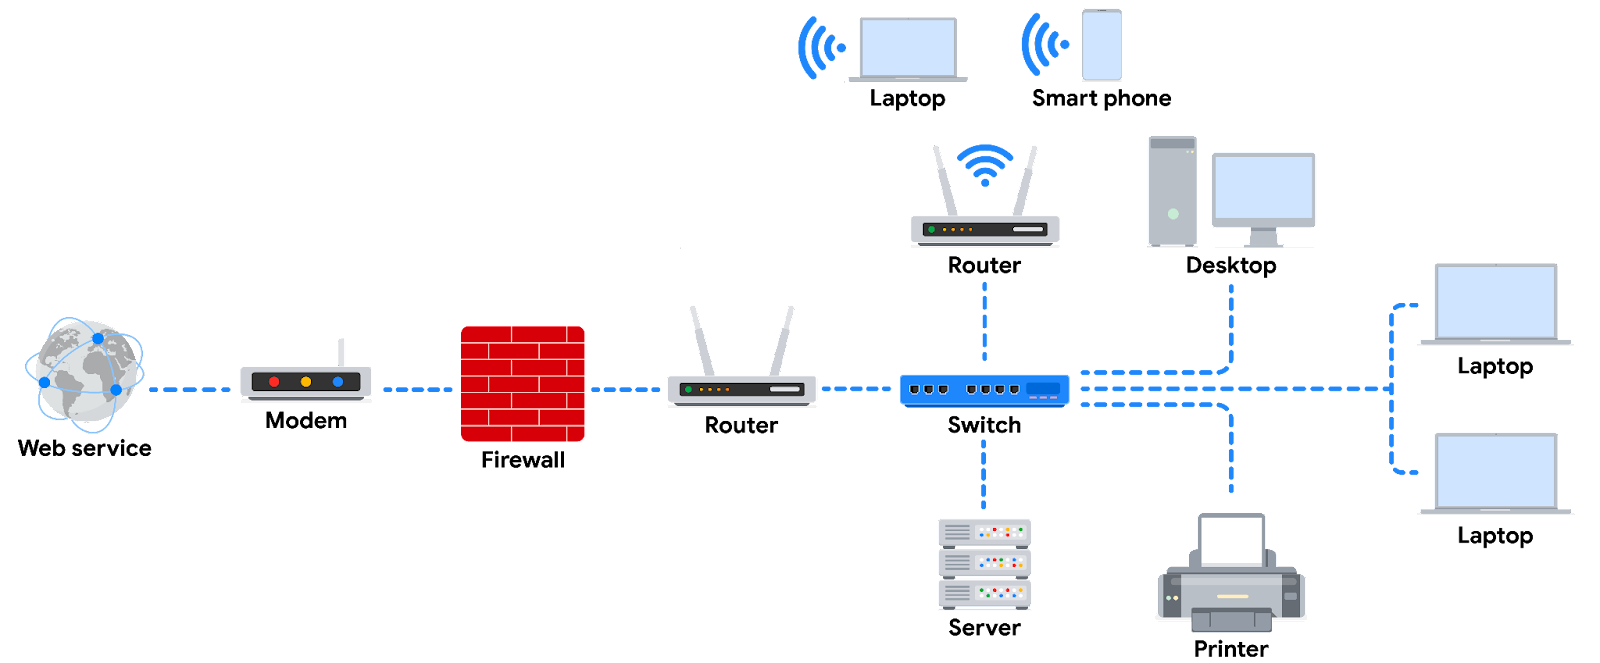 Laptop
Smart phone
Router
Desktop
Laptop
Web service
Modem
Firewall
Router
Switch
Laptop
Server
Printer